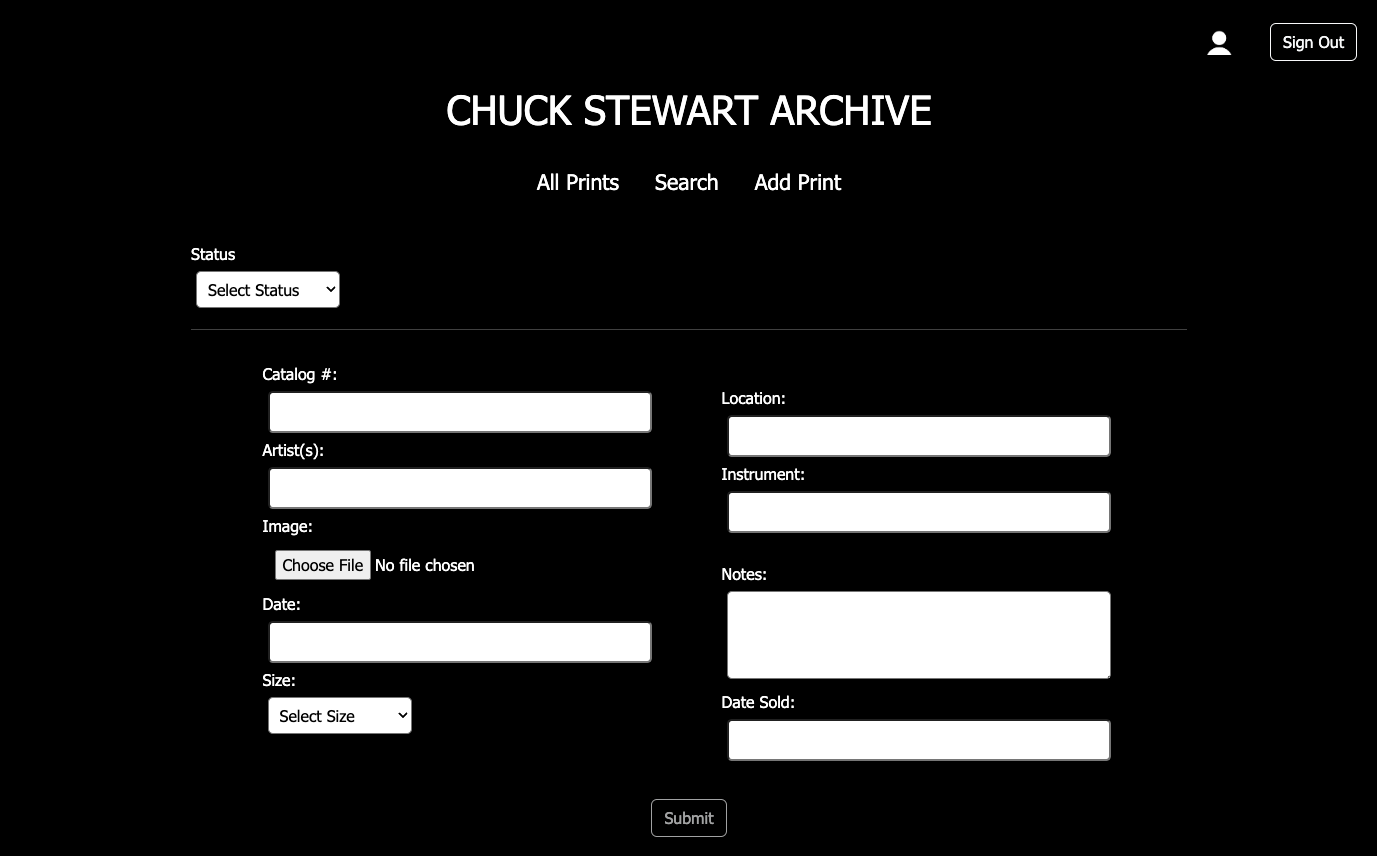 Sign Out
CHUCK STEWART ARCHIVE
All Prints Search Add Print
Status
Select Status
Catalog #:
Artist(s):
Image:
Choose File No file chosen
Date:
Size:
Select Size
Location:
Instrument:
Notes:
Date Sold:
Submit